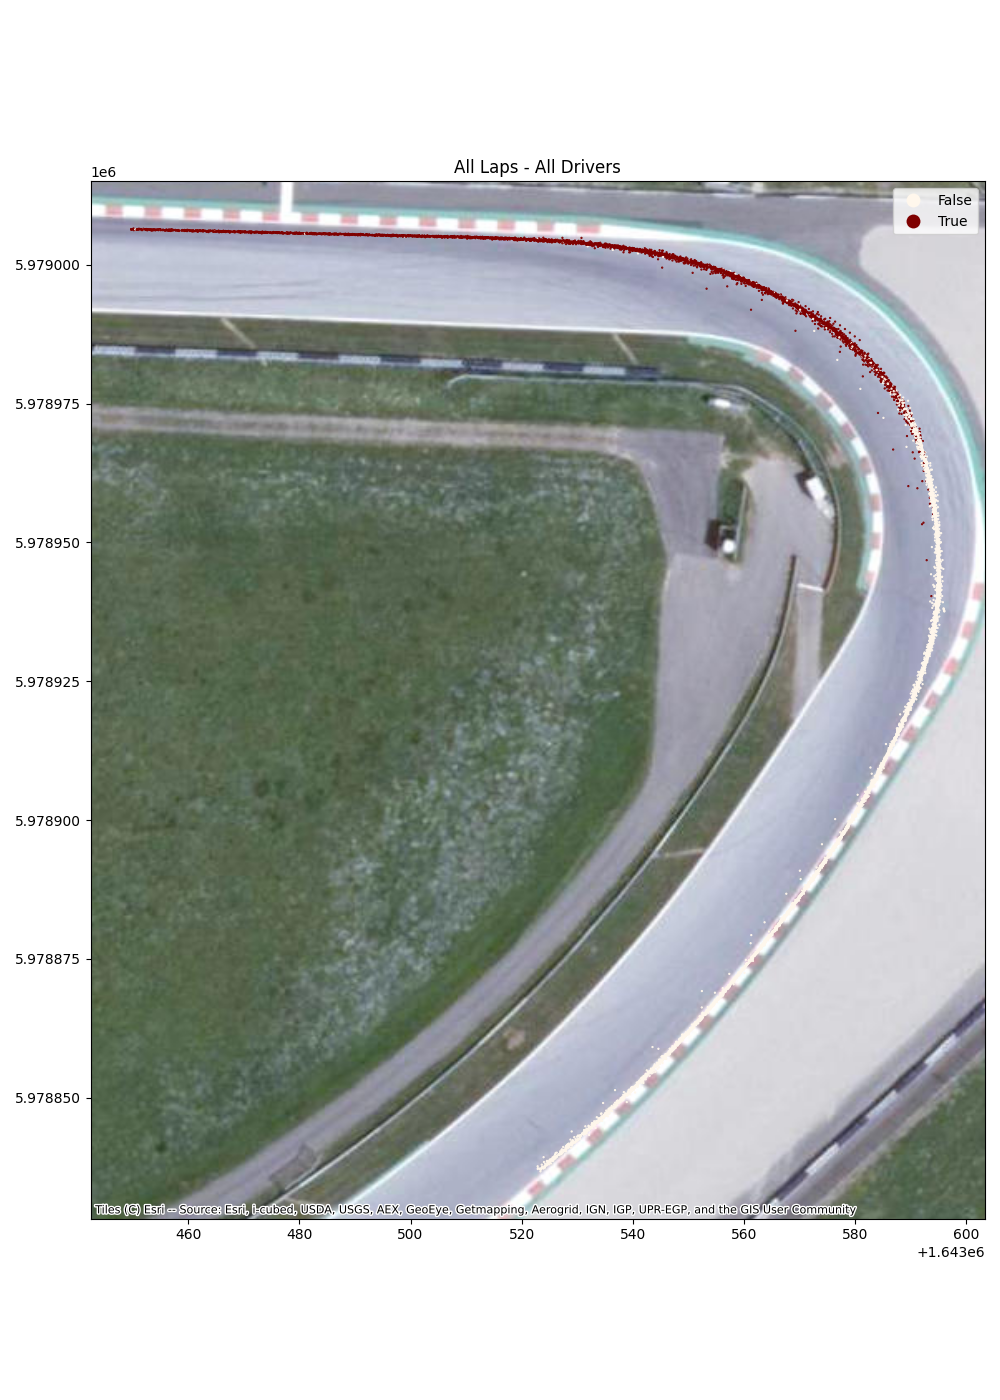 All Laps - All Drivers
1e6
False
True
5.979000
5.978975
5.978950
5.978925
5.978900
5.978875
5.978850
Tiles (C) Esri -- Source: Esri, i-cubed, USDA, USGS, AEX, GeoEye, Getmapping, Aerogrid, IGN, IGP, UPR-EGP, and the GIS User Community
460 480 500 520 540 560 580 600
+1.643e6